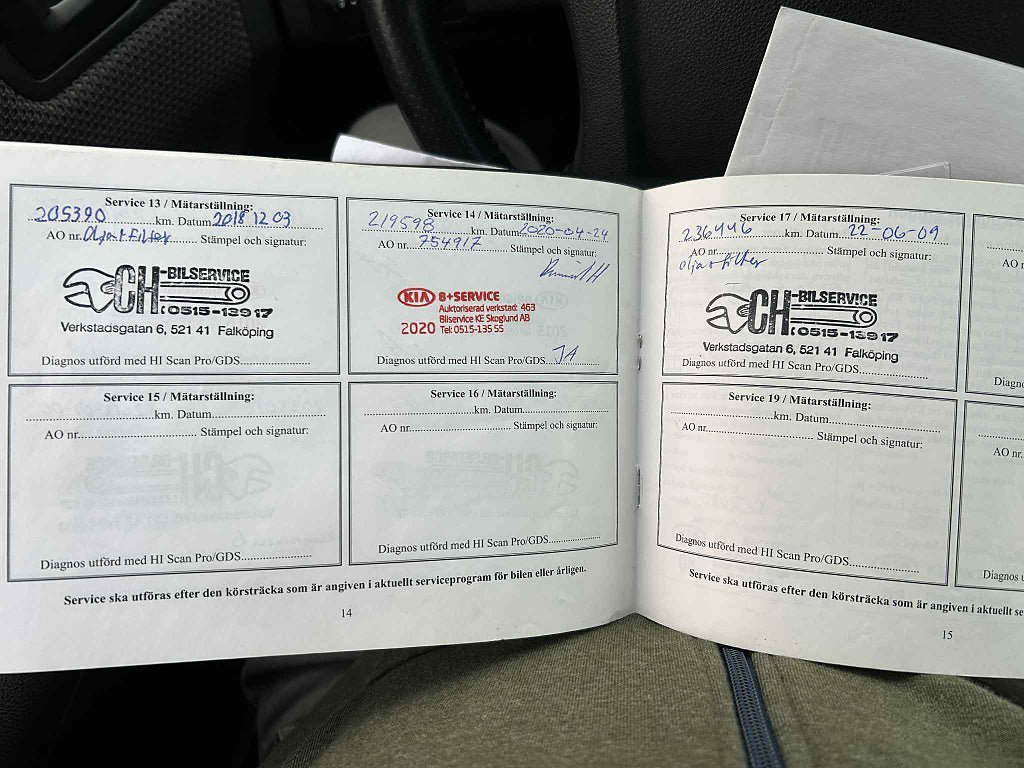 Service 13 / Mätarställning:
205390 km. Datum 2018 12 03
AO nr. Olja+filter Stämpel och signatur:
CH-BILSERVICE
0515-13917
Verkstadsgatan 6, 521 41 Falköping
Diagnos utförd med HI Scan Pro/GDS
Service 14 / Mätarställning:
219598 km. Datum 2020-04-24
AO nr. 754917 Stämpel och signatur:
KIA 8+SERVICE
Auktoriserad verkstad: 463
Bilservice KE Skoglund AB
2020 Tel: 0515-135 55
Diagnos utförd med HI Scan Pro/GDS JA
Service 15 / Mätarställning:
km. Datum
AO nr. Stämpel och signatur:
Diagnos utförd med HI Scan Pro/GDS
Service 16 / Mätarställning:
km. Datum
AO nr. Stämpel och signatur:
Diagnos utförd med HI Scan Pro/GDS
Service ska utföras efter den körsträcka som är angiven i aktuellt serviceprogram för bilen eller årligen.
14
Service 17 / Mätarställning:
236446 km. Datum 22-06-09
AO nr. Stämpel och signatur:
olja+filter
CH-BILSERVICE
0515-13917
Verkstadsgatan 6, 521 41 Falköping
Diagnos utförd med HI Scan Pro/GDS
Service 19 / Mätarställning:
km. Datum
AO nr. Stämpel och signatur:
Diagnos utförd med HI Scan Pro/GDS
AO nr.
Service ska utföras efter den körsträcka som är angiven i aktuellt se
15